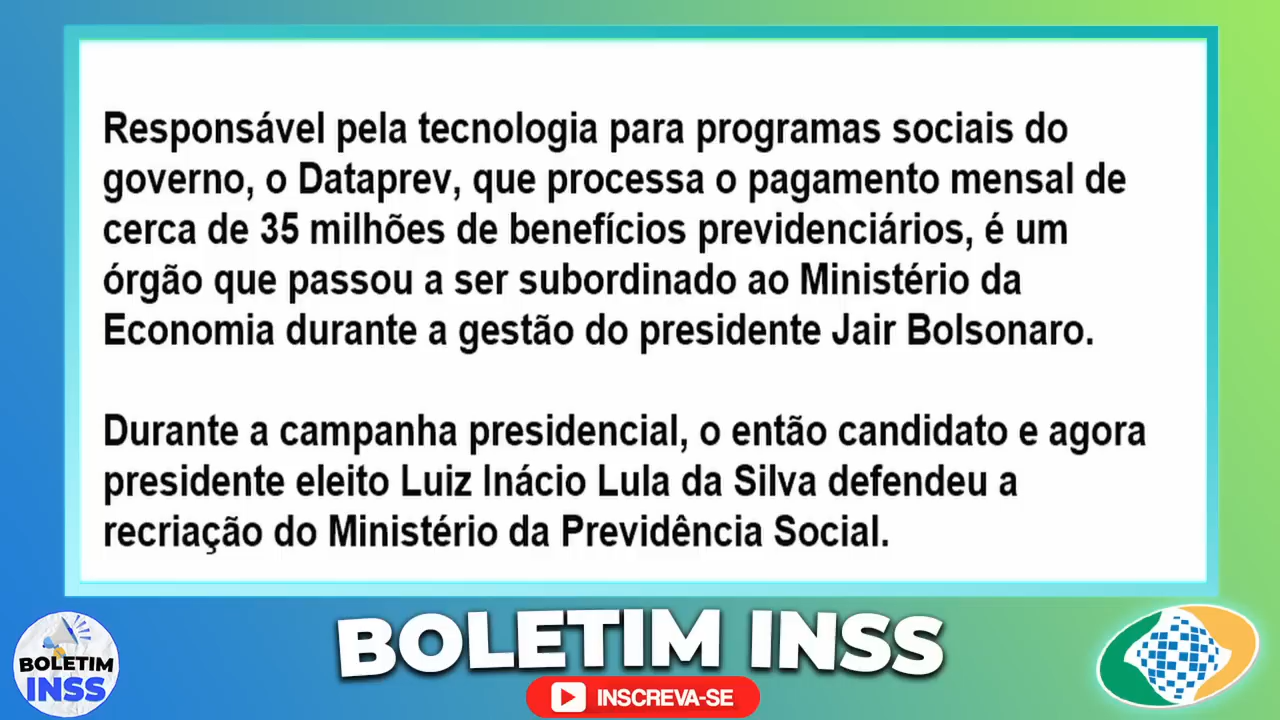 Responsável pela tecnologia para programas sociais do
governo, o Dataprev, que processa o pagamento mensal de
cerca de 35 milhões de benefícios previdenciários, é um
órgão que passou a ser subordinado ao Ministério da
Economia durante a gestão do presidente Jair Bolsonaro.
Durante a campanha presidencial, o então candidato e agora
presidente eleito Luiz Inácio Lula da Silva defendeu a
recriação do Ministério da Previdência Social.
BOLETIM INSS
INSCREVA-SE
BOLETIM
INSS